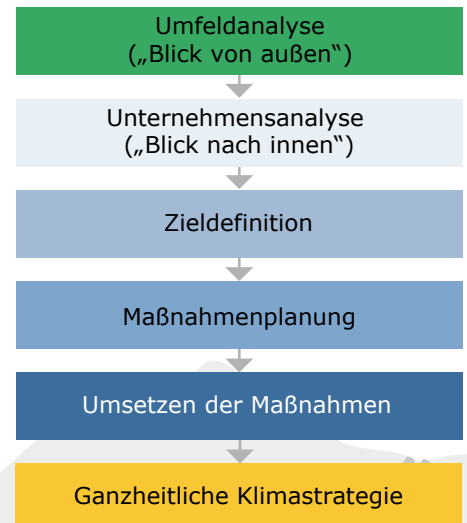 Umfeldanalyse
(„Blick von außen“)
Unternehmensanalyse
(„Blick nach innen“)
Zieldefinition
Maßnahmenplanung
Umsetzen der Maßnahmen
Ganzheitliche Klimastrategie